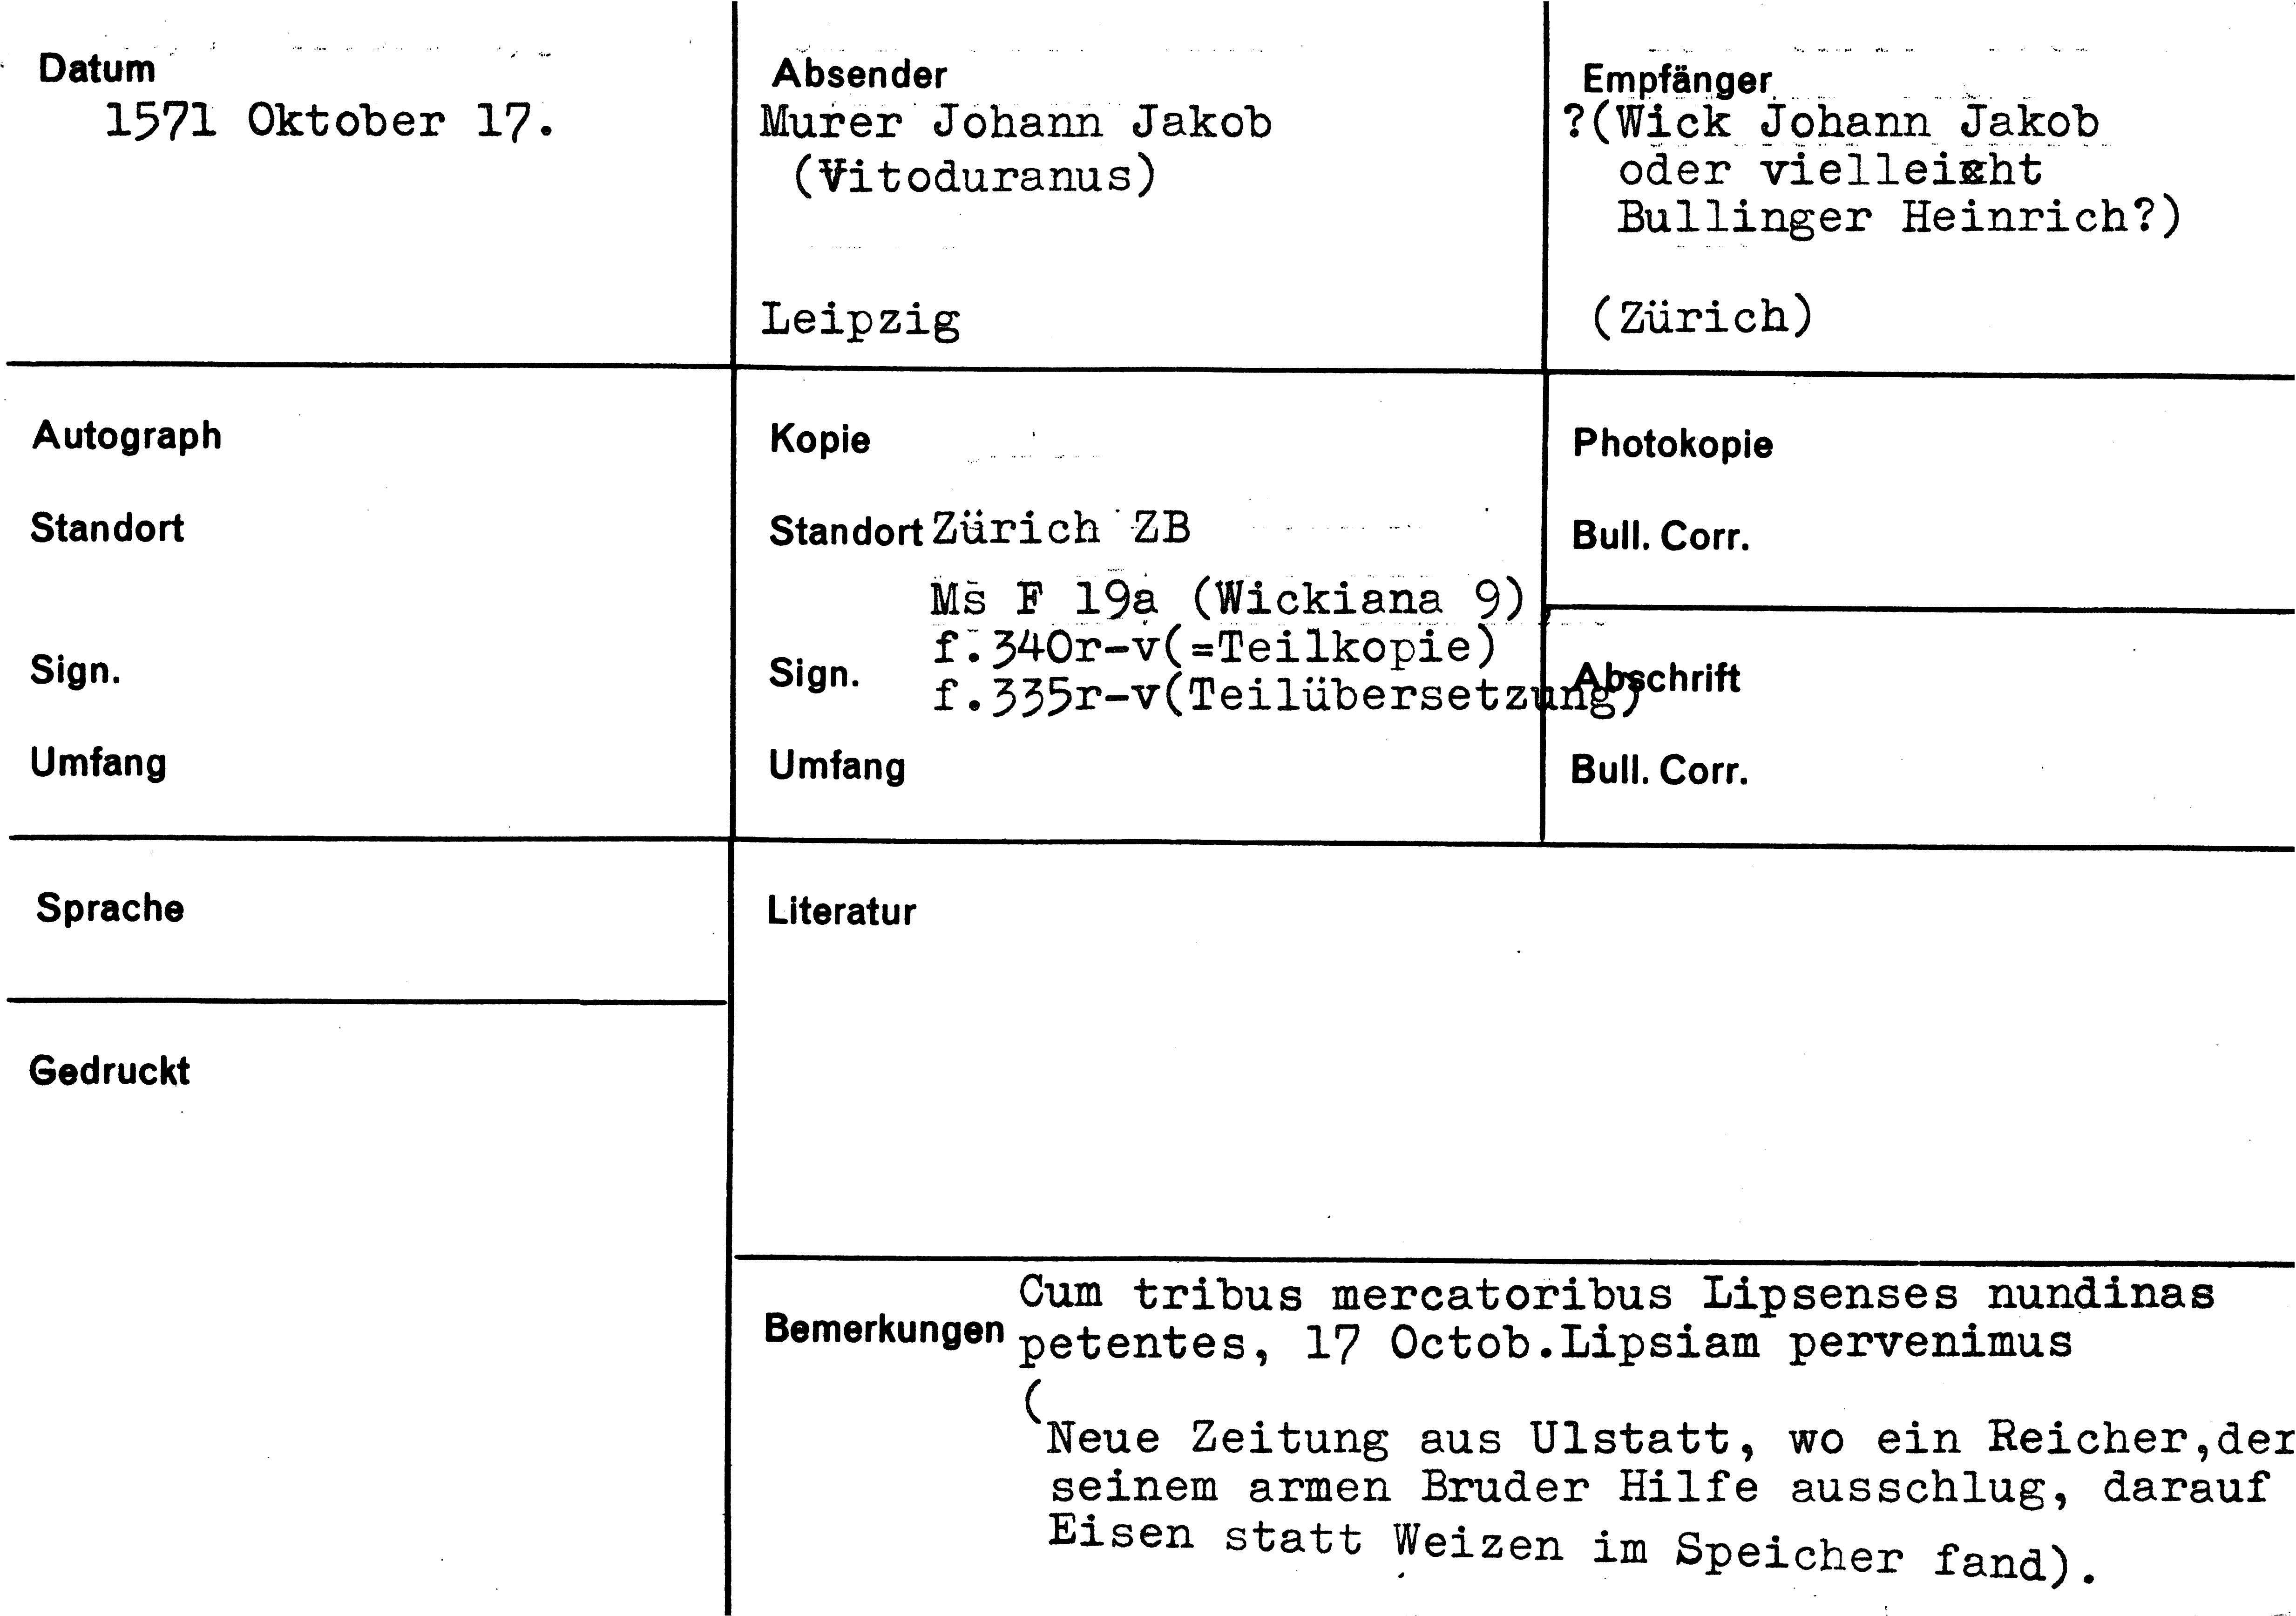 Datum
1571 Oktober 17.
Absender
Murer Johann Jakob
(Vitoduranus)
Leipzig
Empfänger
?(Wick Johann Jakob
oder vielleicht
Bullinger Heinrich?)
(Zürich)
Autograph
Standort
Sign.
Umfang
Kopie
Standort Zürich ZB
Ms F 19a (Wickiana 9)
f.340r-v(=Teilkopie)
Sign.
f.335r-v(Teilübersetzung)
Umfang
Photokopie
Bull. Corr.
Abschrift
Bull. Corr.
Sprache
Gedruckt
Literatur
Bemerkungen
Cum tribus mercatoribus Lipsenses nundinas
petentes, 17 Octob.Lipsiam pervenimus
(
Neue Zeitung aus Ulstatt, wo ein Reicher,der
seinem armen Bruder Hilfe ausschlug, darauf
Eisen statt Weizen im Speicher fand).